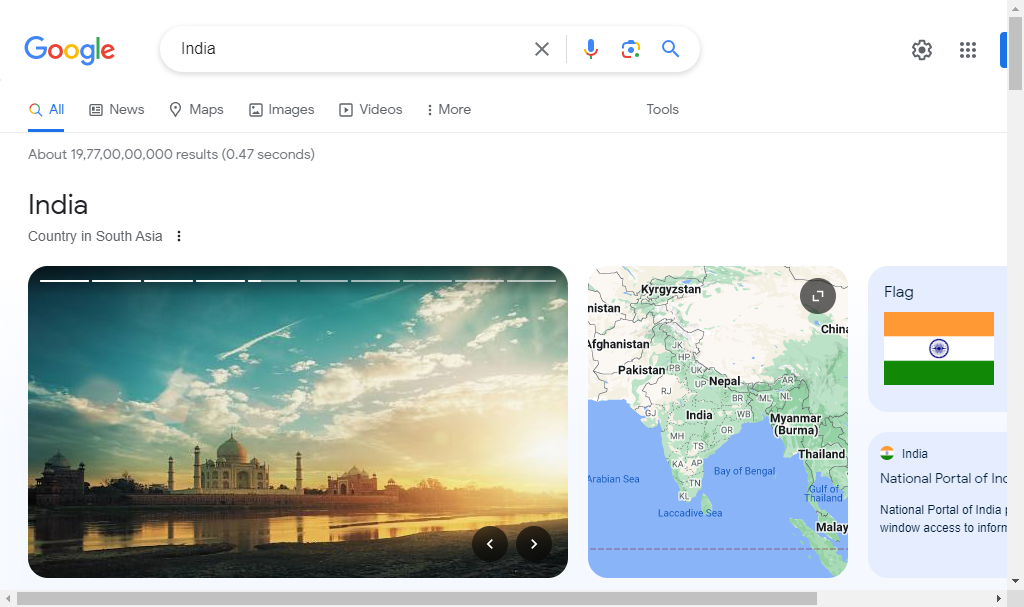 Google
India
All
News
Maps
Images
Videos
More
Tools
About 19,77,00,00,000 results (0.47 seconds)
India
Country in South Asia
Kyrgyzstan
nistan
China
Afghanistan
JK
HP
Pakistan
PB
UK
RJ
UP
Nepal
AR
BR
ML
NL
GJ
India
WB
Myanmar
(Burma)
OR
MH
TS
Thailand
KA
AP
Arabian Sea
Bay of Bengal
TN
KL
Gulf of
Thailand
Laccadive Sea
Malay
Flag
India
National Portal of Ind
National Portal of India p
window access to inform